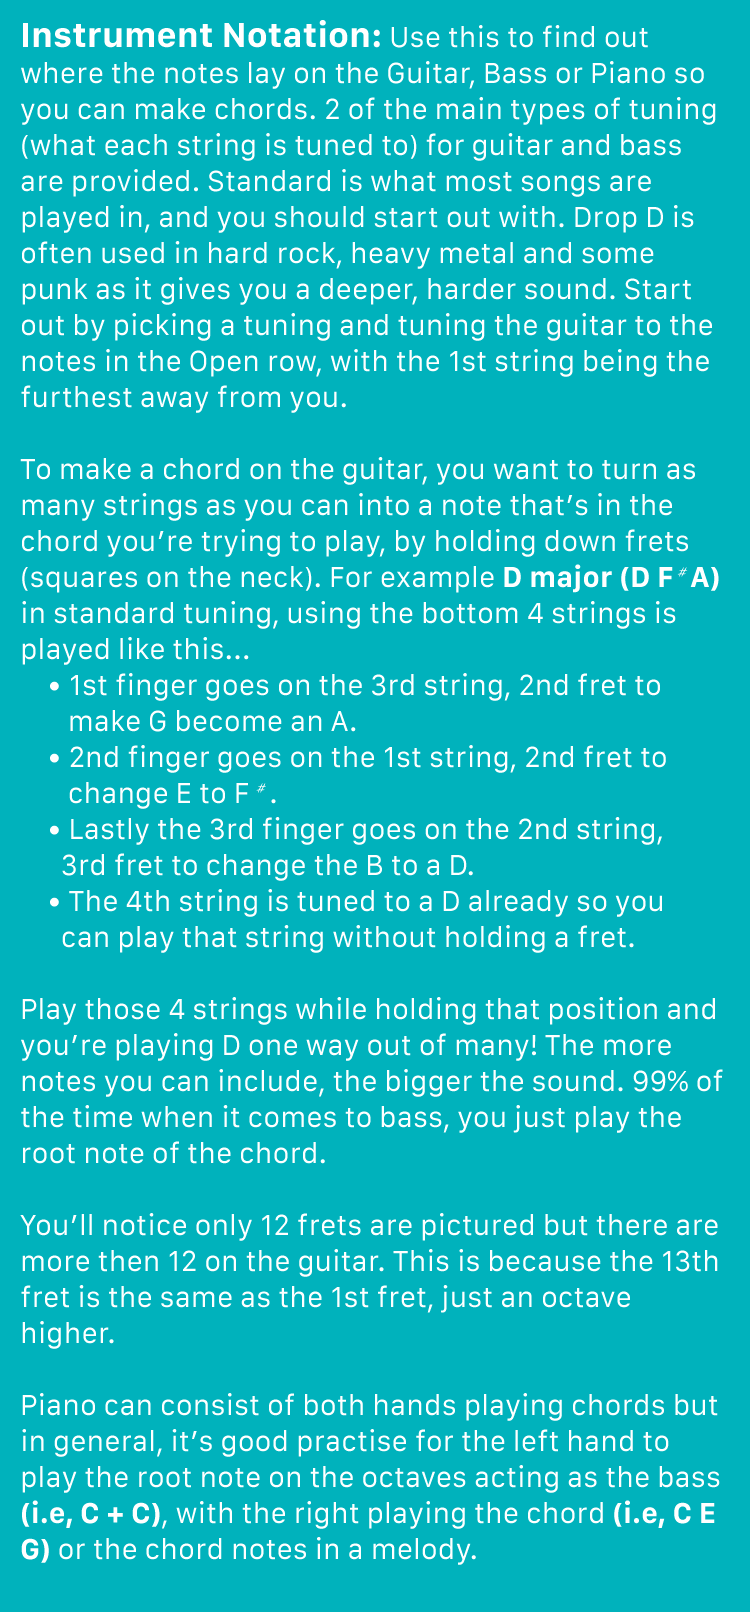 Instrument Notation: Use this to find out
where the notes lay on the Guitar, Bass or Piano so
you can make chords. 2 of the main types of tuning
(what each string is tuned to) for guitar and bass
are provided. Standard is what most songs are
played in, and you should start out with. Drop D is
often used in hard rock, heavy metal and some
punk as it gives you a deeper, harder sound. Start
out by picking a tuning and tuning the guitar to the
notes in the Open row, with the 1st string being the
furthest away from you.
To make a chord on the guitar, you want to turn as
many strings as you can into a note that’s in the
chord you’re trying to play, by holding down frets
(squares on the neck). For example D major (D F # A)
in standard tuning, using the bottom 4 strings is
played like this...
• 1st finger goes on the 3rd string, 2nd fret to
make G become an A.
• 2nd finger goes on the 1st string, 2nd fret to
change E to F # .
• Lastly the 3rd finger goes on the 2nd string,
3rd fret to change the B to a D.
• The 4th string is tuned to a D already so you
can play that string without holding a fret.
Play those 4 strings while holding that position and
you’re playing D one way out of many! The more
notes you can include, the bigger the sound. 99% of
the time when it comes to bass, you just play the
root note of the chord.
You’ll notice only 12 frets are pictured but there are
more then 12 on the guitar. This is because the 13th
fret is the same as the 1st fret, just an octave
higher.
Piano can consist of both hands playing chords but
in general, it’s good practise for the left hand to
play the root note on the octaves acting as the bass
(i.e, C + C), with the right playing the chord (i.e, C E
G) or the chord notes in a melody.